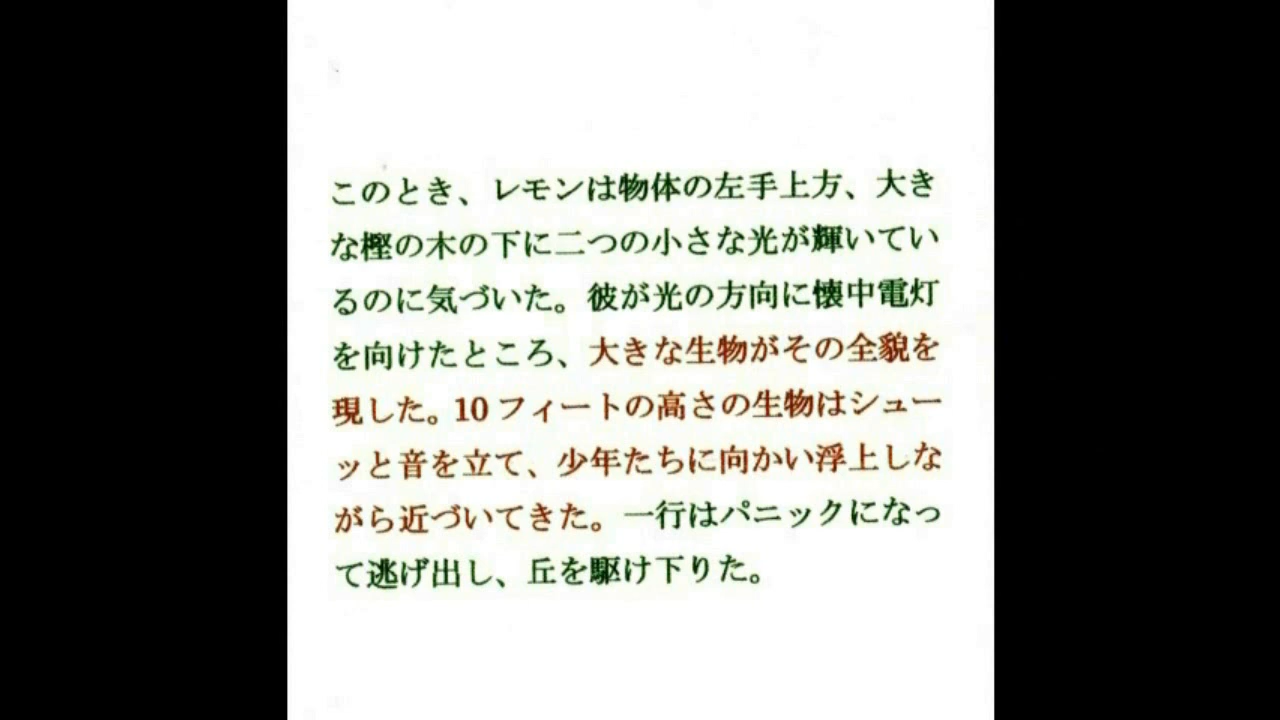 このとき、レモンは物体の左手上方、大き
な樫の木の下に二つの小さな光が輝いてい
るのに気づいた。彼が光の方向に懐中電灯
を向けたところ、大きな生物がその全貌を
現した。10 フィートの高さの生物はシュー
ッと音を立て、少年たちに向かい浮上しな
がら近づいてきた。一行はパニックになっ
て逃げ出し、丘を駆け下りた。